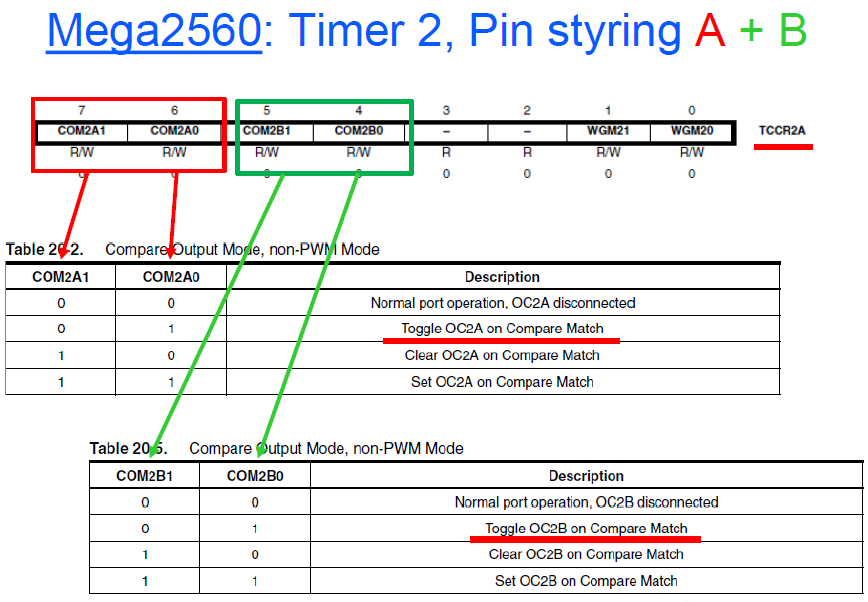 Mega2560: Timer 2, Pin styring A + B
7 6 5 4 3 2 1 0
COM2A1 COM2A0 COM2B1 COM2B0 – – WGM21 WGM20 TCCR2A
R/W R/W R/W R/W R R R/W R/W
0 0 0 0 0 0 0 0
Table 20-2. Compare Output Mode, non-PWM Mode
COM2A1 COM2A0 Description
0 0 Normal port operation, OC2A disconnected
0 1 Toggle OC2A on Compare Match
1 0 Clear OC2A on Compare Match
1 1 Set OC2A on Compare Match
Table 20-5. Compare Output Mode, non-PWM Mode
COM2B1 COM2B0 Description
0 0 Normal port operation, OC2B disconnected
0 1 Toggle OC2B on Compare Match
1 0 Clear OC2B on Compare Match
1 1 Set OC2B on Compare Match